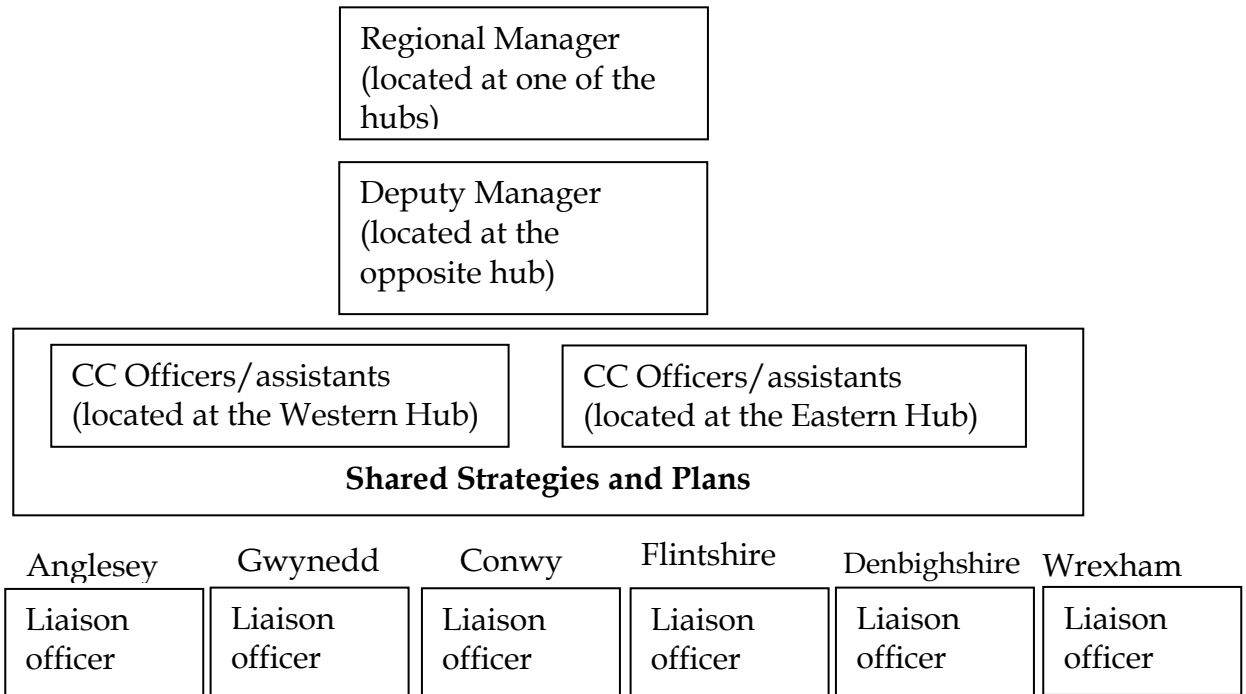 Regional Manager
(located at one of the
hubs)
Deputy Manager
(located at the
opposite hub)
CC Officers/assistants
(located at the Western Hub)
CC Officers/assistants
(located at the Eastern Hub)
Shared Strategies and Plans
Anglesey
Gwynedd
Conwy
Flintshire
Denbighshire
Wrexham
Liaison
officer
Liaison
officer
Liaison
officer
Liaison
officer
Liaison
officer
Liaison
officer